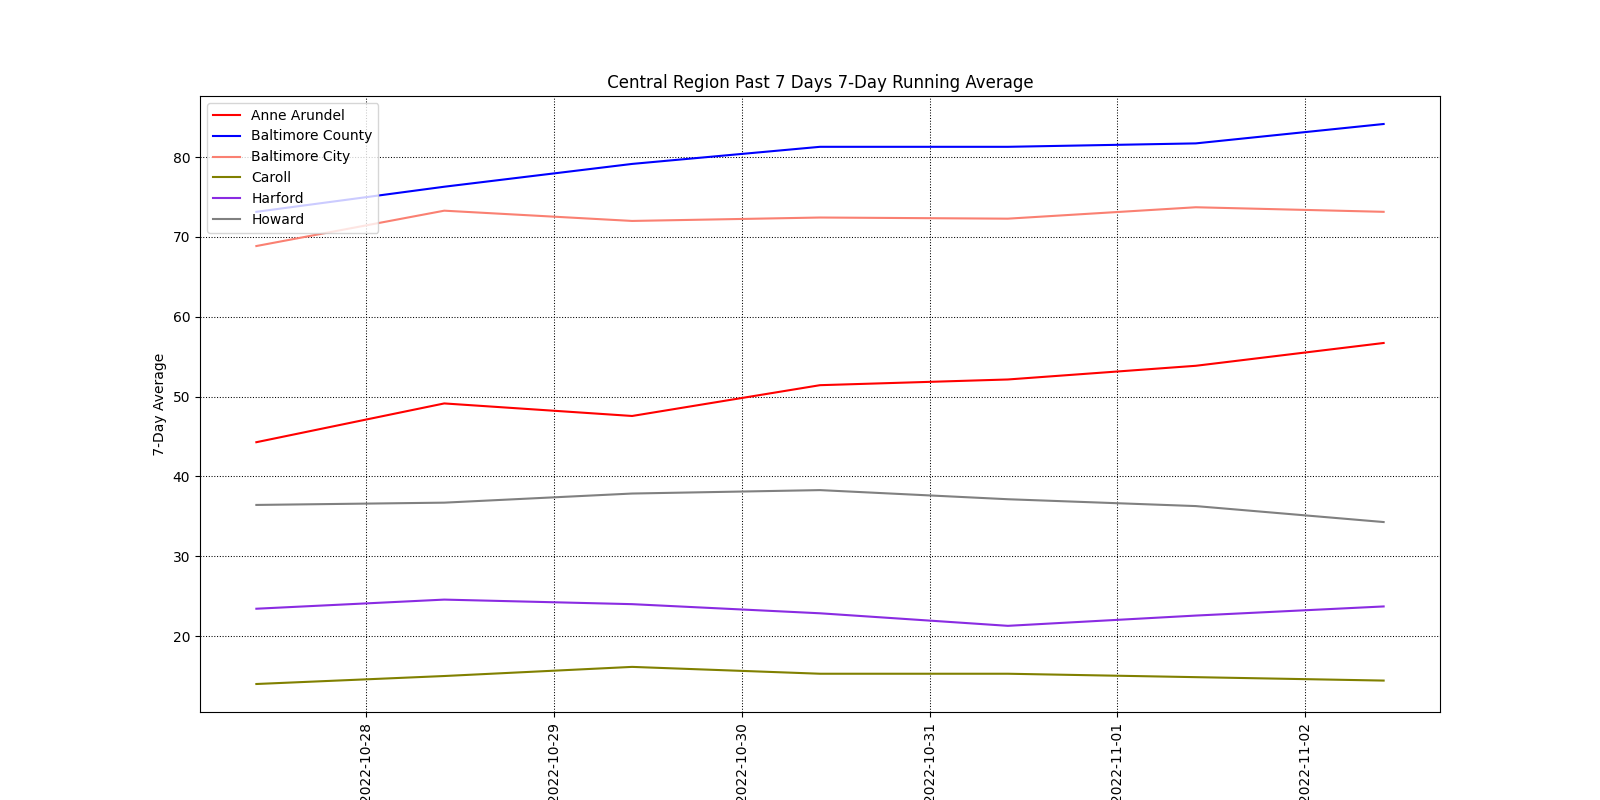 Central Region Past 7 Days 7-Day Running Average
Anne Arundel
Baltimore County
Baltimore City
Caroll
Harford
Howard
7-Day Average
80
70
60
50
40
30
20
2022-10-28
2022-10-29
2022-10-30
2022-10-31
2022-11-01
2022-11-02